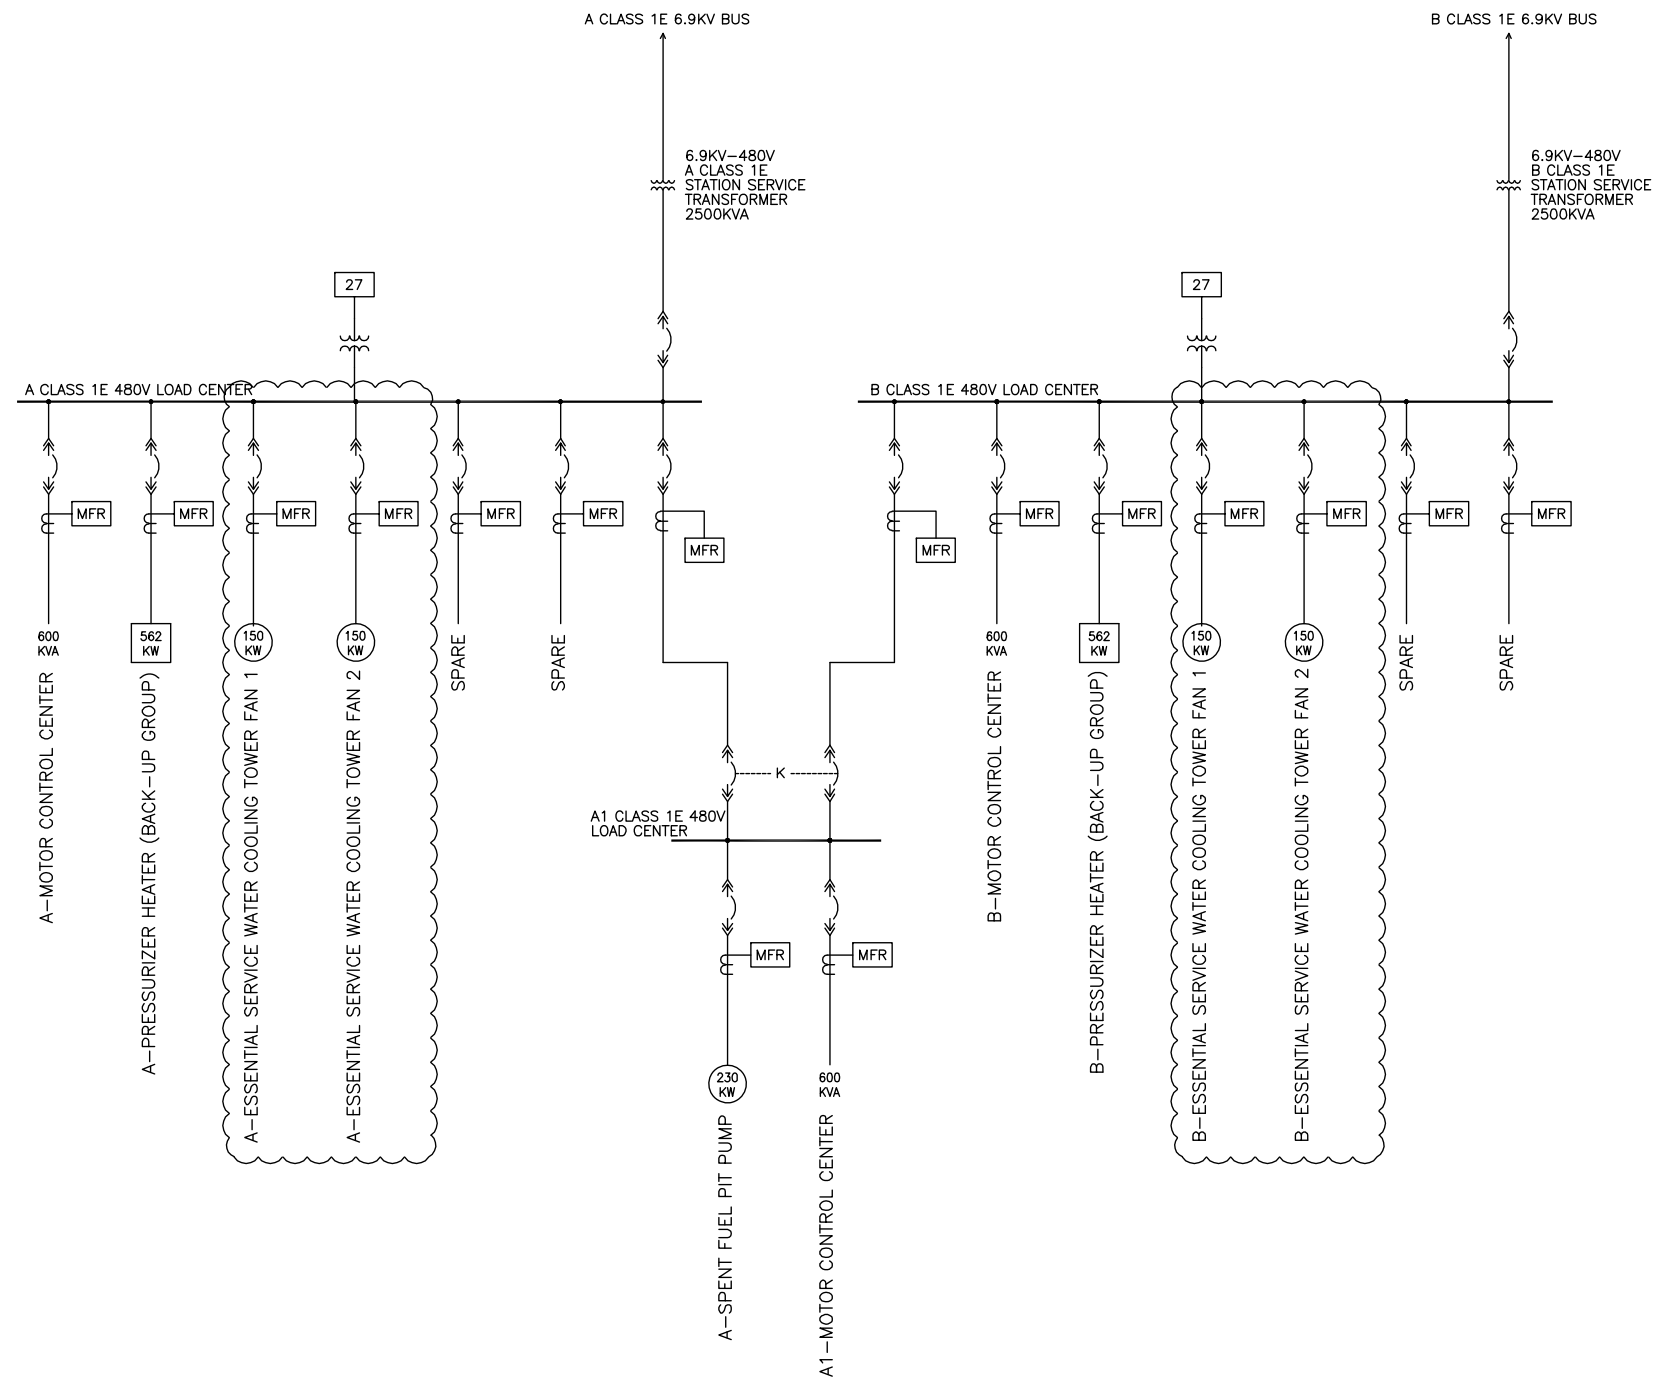 A CLASS 1E 6.9KV BUS
B CLASS 1E 6.9KV BUS
6.9KV-480V
A CLASS 1E
STATION SERVICE
TRANSFORMER
2500KVA
6.9KV-480V
B CLASS 1E
STATION SERVICE
TRANSFORMER
2500KVA
27
27
A CLASS 1E 480V LOAD CENTER
B CLASS 1E 480V LOAD CENTER
MFR
MFR
MFR
MFR
MFR
MFR
MFR
MFR
MFR
MFR
MFR
MFR
MFR
MFR
600
KVA
562
KW
150
KW
150
KW
600
KVA
562
KW
150
KW
150
KW
A-MOTOR CONTROL CENTER
A-PRESSURIZER HEATER (BACK-UP GROUP)
A-ESSENTIAL SERVICE WATER COOLING TOWER FAN 1
A-ESSENTIAL SERVICE WATER COOLING TOWER FAN 2
SPARE
SPARE
B-MOTOR CONTROL CENTER
B-PRESSURIZER HEATER (BACK-UP GROUP)
B-ESSENTIAL SERVICE WATER COOLING TOWER FAN 1
B-ESSENTIAL SERVICE WATER COOLING TOWER FAN 2
SPARE
SPARE
K
A1 CLASS 1E 480V
LOAD CENTER
MFR
MFR
230
KW
600
KVA
A-SPENT FUEL PIT PUMP
A1-MOTOR CONTROL CENTER